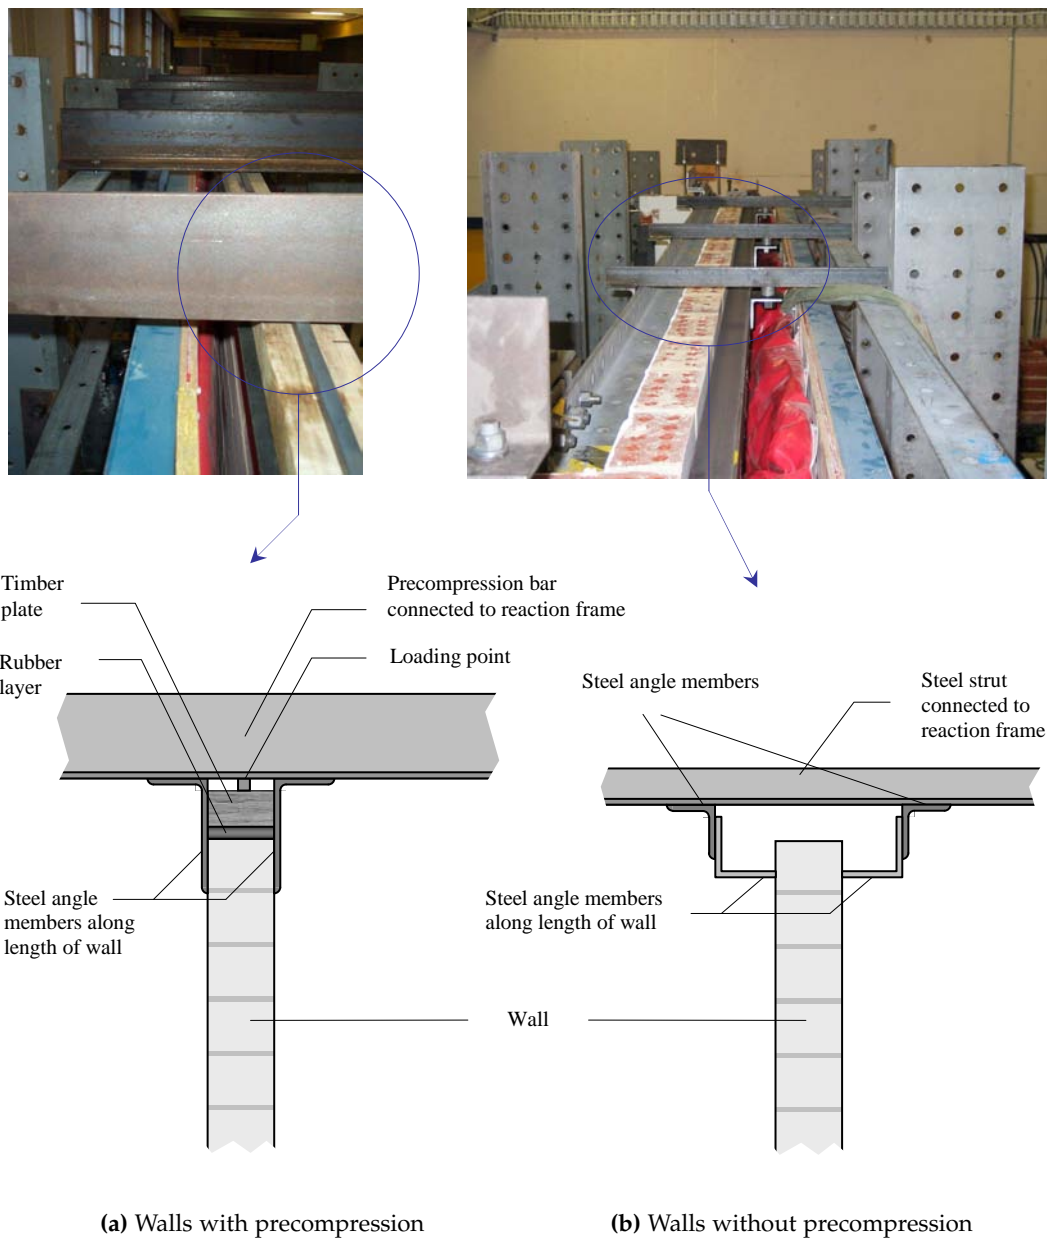 Timber
plate
Precompression bar
connected to reaction frame
Rubber
layer
Loading point
Steel angle members
Steel strut
connected to
reaction frame
Steel angle
members along
length of wall
Steel angle members
along length of wall
Wall
(a) Walls with precompression
(b) Walls without precompression